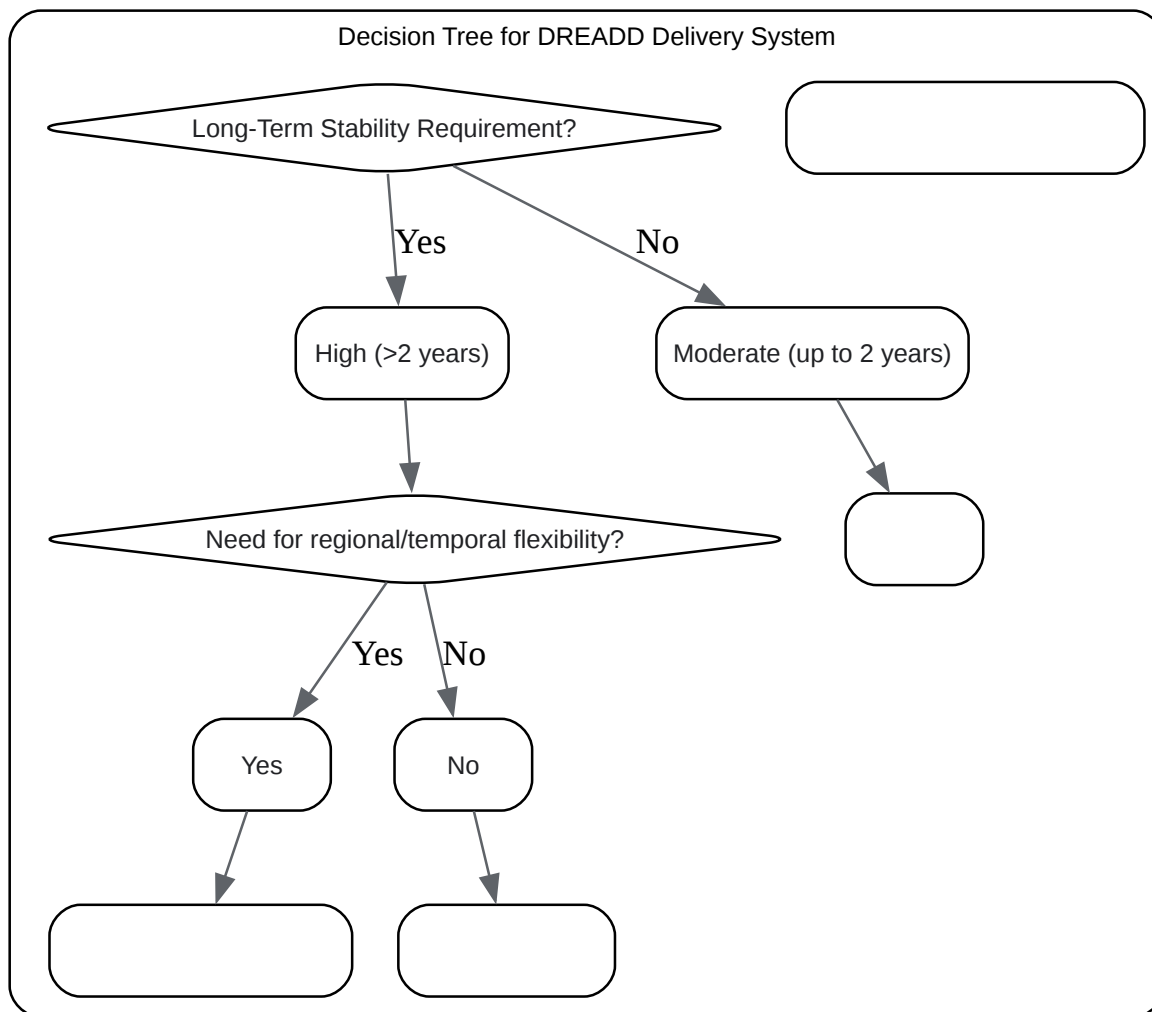 Decision Tree for DREADD Delivery System
Long-Term Stability Requirement?
Yes
No
High (>2 years)
Moderate (up to 2 years)
Need for regional/temporal flexibility?
Yes
No
Yes
No